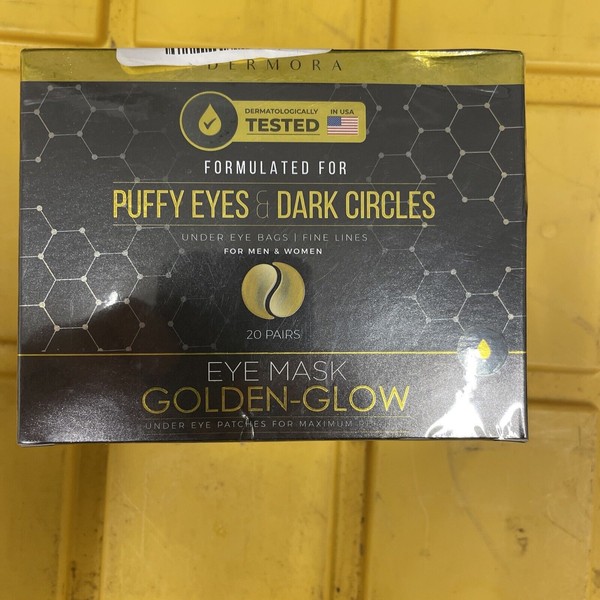 DERMORA
DERMATOLOGICALLY
TESTED
IN USA
FORMULATED FOR
PUFFY EYES & DARK CIRCLES
UNDER EYE BAGS | FINE LINES
FOR MEN & WOMEN
20 PAIRS
EYE MASK
GOLDEN-GLOW
UNDER EYE PATCHES FOR MAXIMUM